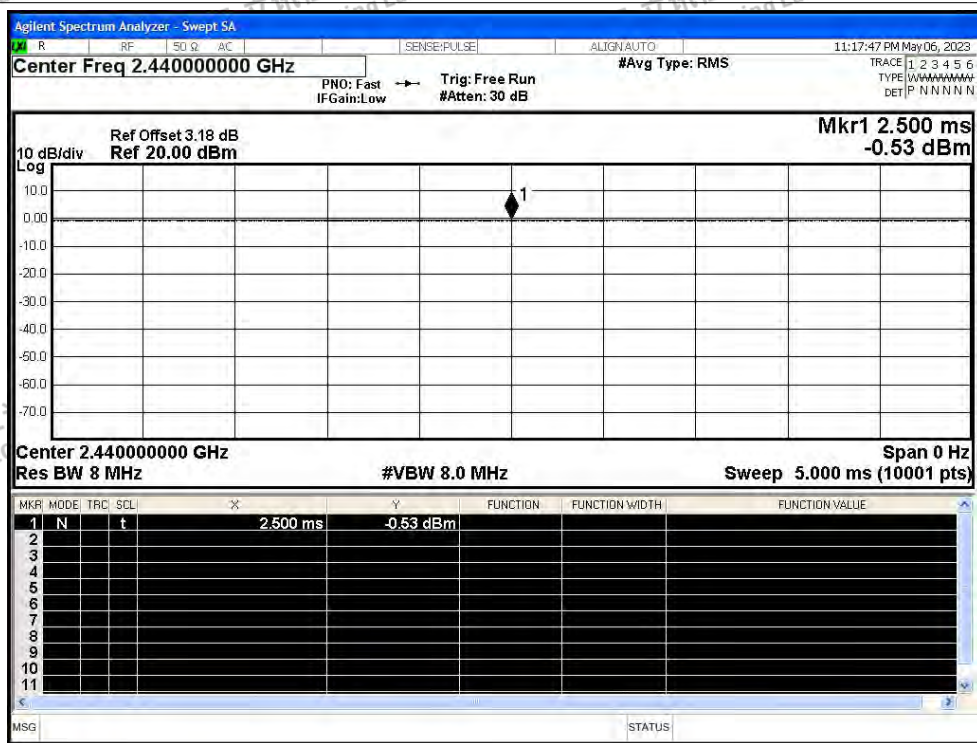 Agilent Spectrum Analyzer - Swept SA
R RF 50 Ω AC SENSE:PULSE ALIGN AUTO 11:17:47 PM May 06, 2023
Center Freq 2.440000000 GHz
PNO: Fast
IFGain:Low
Trig: Free Run
#Atten: 30 dB
#Avg Type: RMS
TRACE 1 2 3 4 5 6
TYPE WWWWWWW
DET P N N N N N
Mkr1 2.500 ms
-0.53 dBm
Ref Offset 3.18 dB
10 dB/div Ref 20.00 dBm
Log
10.0
0.00
-10.0
-20.0
-30.0
-40.0
-50.0
-60.0
-70.0
1
Center 2.440000000 GHz Span 0 Hz
Res BW 8 MHz #VBW 8.0 MHz Sweep 5.000 ms (10001 pts)
MKR MODE TRC SCL X Y FUNCTION FUNCTION WIDTH FUNCTION VALUE
1 N t 2.500 ms -0.53 dBm
2
3
4
5
6
7
8
9
10
11
MSG STATUS